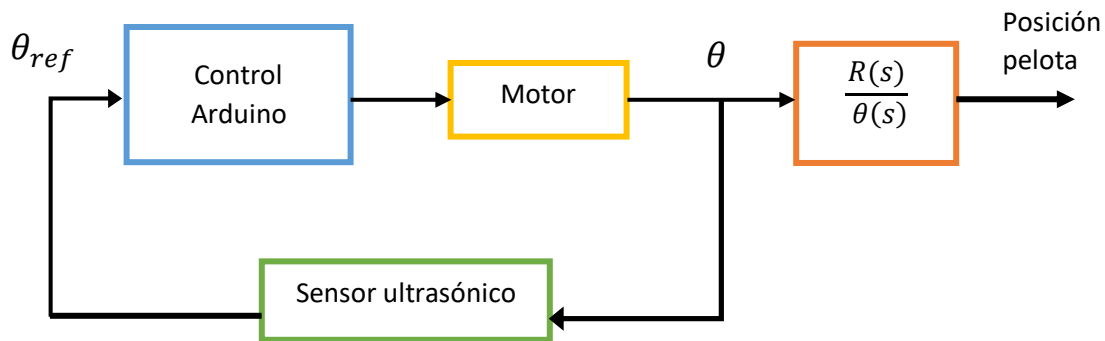 θ_ref
Control
Arduino
Motor
θ
R(s)
θ(s)
Posición
pelota
Sensor ultrasónico